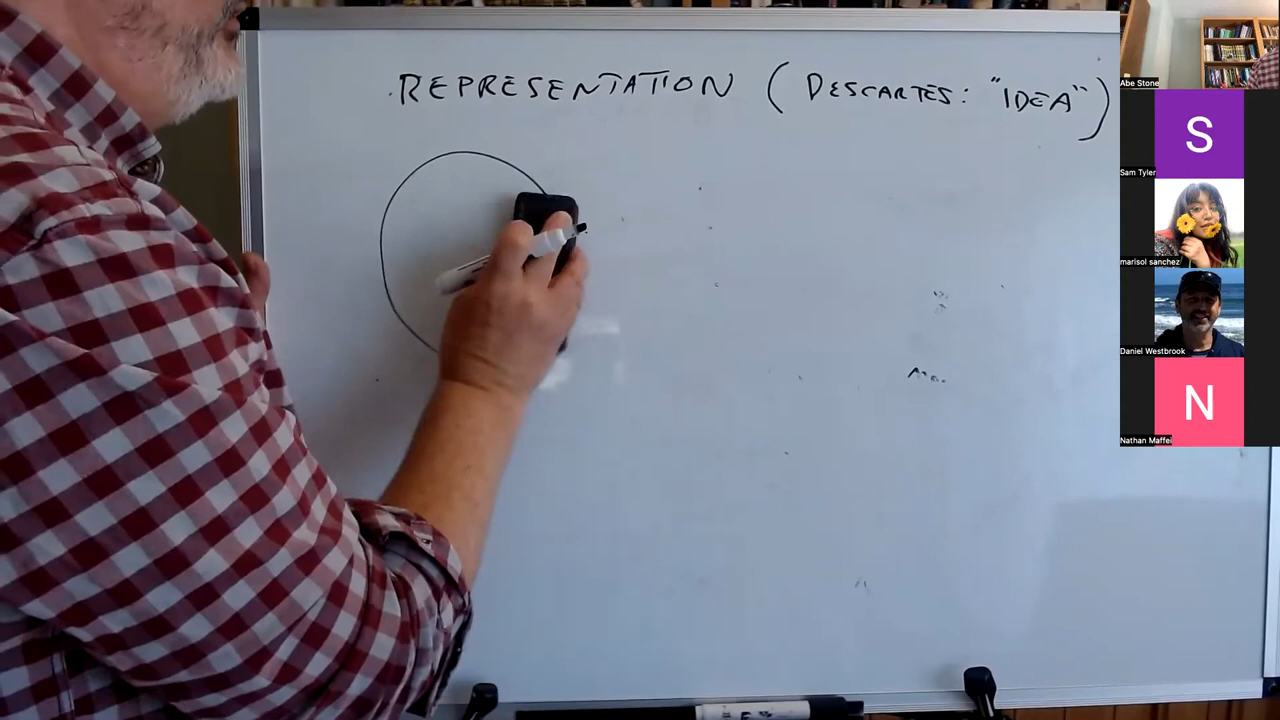 REPRESENTATION (DESCARTES: "IDEA")
Abe Stone
S
Sam Tyler
marisol sanchez
Daniel Westbrook
N
Nathan Maffei